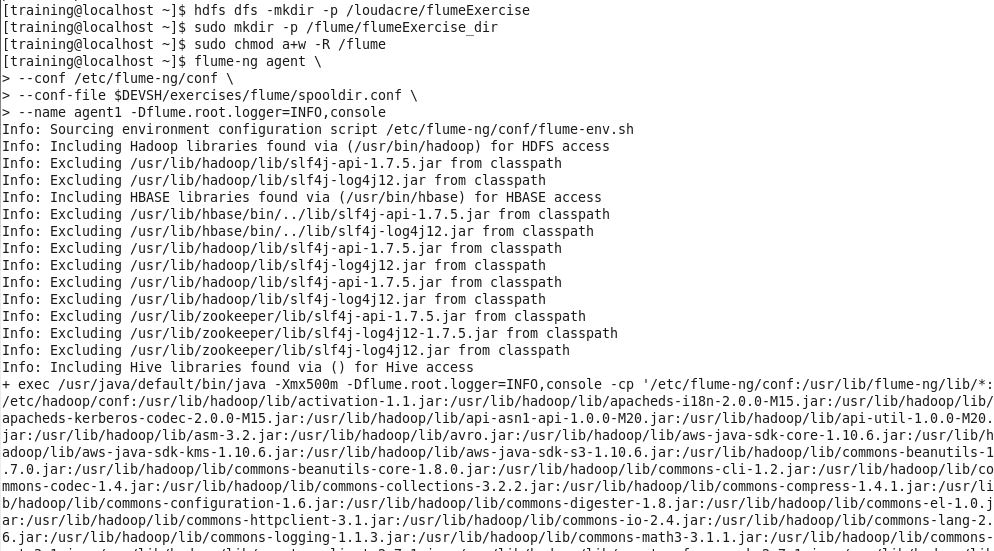 [training@localhost ~]$ hdfs dfs -mkdir -p /loudacre/flumeExercise
[training@localhost ~]$ sudo mkdir -p /flume/flumeExercise_dir
[training@localhost ~]$ sudo chmod a+w -R /flume
[training@localhost ~]$ flume-ng agent \
> --conf /etc/flume-ng/conf \
> --conf-file $DEVSH/exercises/flume/spooldir.conf \
> --name agent1 -Dflume.root.logger=INFO,console
Info: Sourcing environment configuration script /etc/flume-ng/conf/flume-env.sh
Info: Including Hadoop libraries found via (/usr/bin/hadoop) for HDFS access
Info: Excluding /usr/lib/hadoop/lib/slf4j-api-1.7.5.jar from classpath
Info: Excluding /usr/lib/hadoop/lib/slf4j-log4j12.jar from classpath
Info: Including HBASE libraries found via (/usr/bin/hbase) for HBASE access
Info: Excluding /usr/lib/hbase/bin/../lib/slf4j-api-1.7.5.jar from classpath
Info: Excluding /usr/lib/hbase/bin/../lib/slf4j-log4j12.jar from classpath
Info: Excluding /usr/lib/hadoop/lib/slf4j-api-1.7.5.jar from classpath
Info: Excluding /usr/lib/hadoop/lib/slf4j-log4j12.jar from classpath
Info: Excluding /usr/lib/hadoop/lib/slf4j-api-1.7.5.jar from classpath
Info: Excluding /usr/lib/hadoop/lib/slf4j-log4j12.jar from classpath
Info: Excluding /usr/lib/zookeeper/lib/slf4j-api-1.7.5.jar from classpath
Info: Excluding /usr/lib/zookeeper/lib/slf4j-log4j12-1.7.5.jar from classpath
Info: Excluding /usr/lib/zookeeper/lib/slf4j-log4j12.jar from classpath
Info: Including Hive libraries found via () for Hive access
+ exec /usr/java/default/bin/java -Xmx500m -Dflume.root.logger=INFO,console -cp '/etc/flume-ng/conf:/usr/lib/flume-ng/lib/*:
/etc/hadoop/conf:/usr/lib/hadoop/lib/activation-1.1.jar:/usr/lib/hadoop/lib/apacheds-i18n-2.0.0-M15.jar:/usr/lib/hadoop/lib/
apacheds-kerberos-codec-2.0.0-M15.jar:/usr/lib/hadoop/lib/api-asn1-api-1.0.0-M20.jar:/usr/lib/hadoop/lib/api-util-1.0.0-M20.
jar:/usr/lib/hadoop/lib/asm-3.2.jar:/usr/lib/hadoop/lib/avro.jar:/usr/lib/hadoop/lib/aws-java-sdk-core-1.10.6.jar:/usr/lib/h
adoop/lib/aws-java-sdk-kms-1.10.6.jar:/usr/lib/hadoop/lib/aws-java-sdk-s3-1.10.6.jar:/usr/lib/hadoop/lib/commons-beanutils-1
.7.0.jar:/usr/lib/hadoop/lib/commons-beanutils-core-1.8.0.jar:/usr/lib/hadoop/lib/commons-cli-1.2.jar:/usr/lib/hadoop/lib/co
mmons-codec-1.4.jar:/usr/lib/hadoop/lib/commons-collections-3.2.2.jar:/usr/lib/hadoop/lib/commons-compress-1.4.1.jar:/usr/li
b/hadoop/lib/commons-configuration-1.6.jar:/usr/lib/hadoop/lib/commons-digester-1.8.jar:/usr/lib/hadoop/lib/commons-el-1.0.j
ar:/usr/lib/hadoop/lib/commons-httpclient-3.1.jar:/usr/lib/hadoop/lib/commons-io-2.4.jar:/usr/lib/hadoop/lib/commons-lang-2.
6.jar:/usr/lib/hadoop/lib/commons-logging-1.1.3.jar:/usr/lib/hadoop/lib/commons-math3-3.1.1.jar:/usr/lib/hadoop/lib/commons-